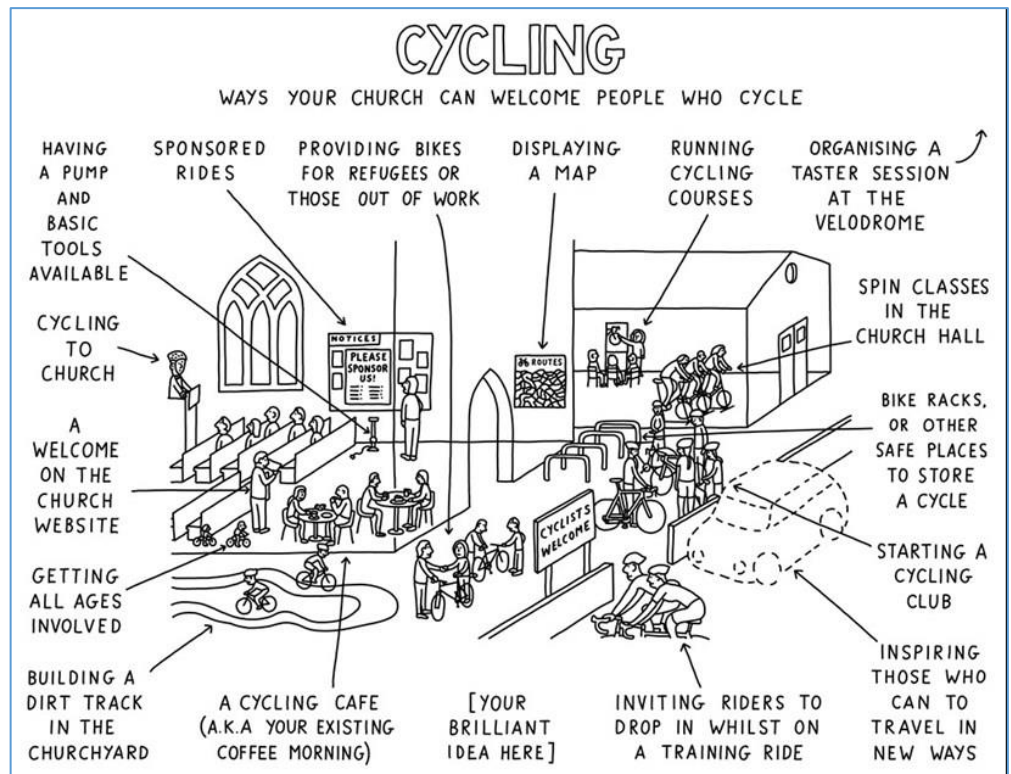 CYCLING
WAYS YOUR CHURCH CAN WELCOME PEOPLE WHO CYCLE
HAVING
A PUMP
AND
BASIC
TOOLS
AVAILABLE
SPONSORED
RIDES
PROVIDING BIKES
FOR REFUGEES OR
THOSE OUT OF WORK
DISPLAYING
A MAP
RUNNING
CYCLING
COURSES
ORGANISING A
TASTER SESSION
AT THE
VELODROME
CYCLING
TO
CHURCH
NOTICES
PLEASE
SPONSOR
US!
ROUTES
SPIN CLASSES
IN THE
CHURCH HALL
A
WELCOME
ON THE
CHURCH
WEBSITE
BIKE RACKS,
OR OTHER
SAFE PLACES
TO STORE
A CYCLE
CYCLISTS
WELCOME
GETTING
ALL AGES
INVOLVED
STARTING A
CYCLING
CLUB
BUILDING A
DIRT TRACK
IN THE
CHURCHYARD
A CYCLING CAFE
(A.K.A YOUR EXISTING
COFFEE MORNING)
[YOUR
BRILLIANT
IDEA HERE]
INVITING RIDERS TO
DROP IN WHILST ON
A TRAINING RIDE
INSPIRING
THOSE WHO
CAN TO
TRAVEL IN
NEW WAYS